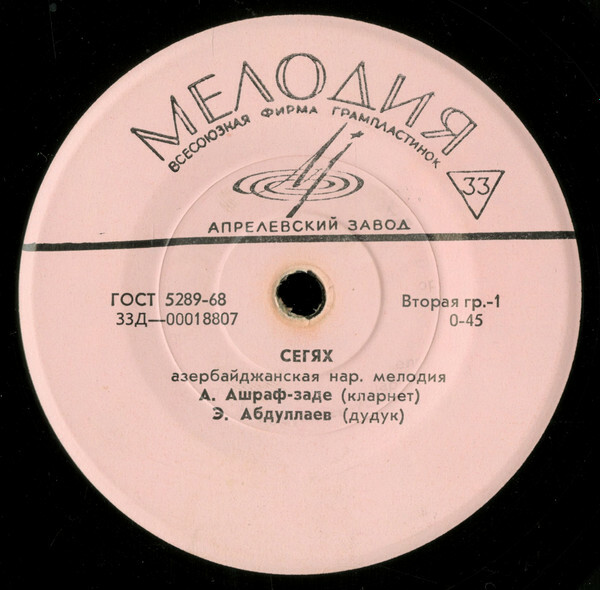 МЕЛОДИЯ
ВСЕСОЮЗНАЯ ФИРМА ГРАМПЛАСТИНОК
33
АПРЕЛЕВСКИЙ ЗАВОД
ГОСТ 5289-68
Вторая гр.-1
33Д—00018807
0-45
СЕГЯХ
азербайджанская нар. мелодия
А. Ашраф-заде (кларнет)
Э. Абдуллаев (дудук)